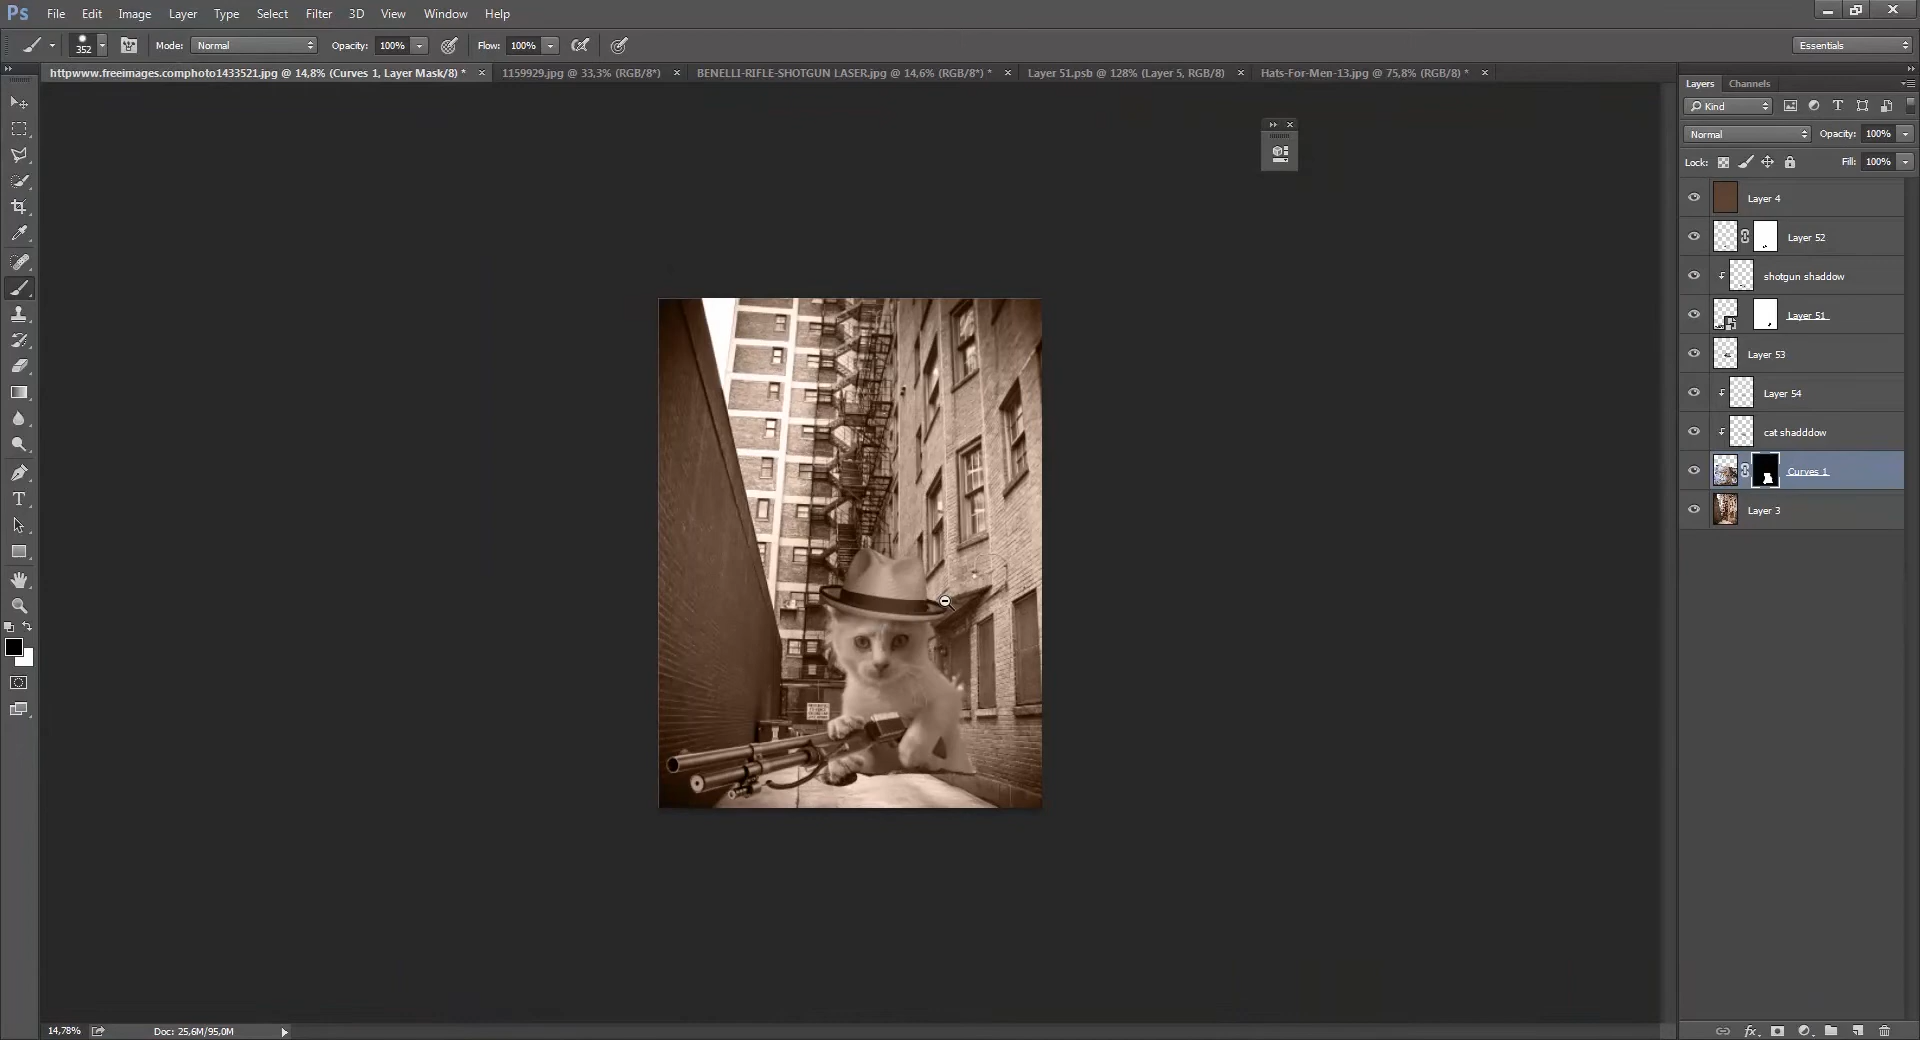 Ps File Edit Image Layer Type Select Filter 3D View Window Help
352 Mode: Normal Opacity: 100% Flow: 100% Essentials
httpwww.freeimages.comphoto1433521.jpg @ 14,8% (Curves 1, Layer Mask/8) * 1159929.jpg @ 33,3% (RGB/8*) BENELLI-RIFLE-SHOTGUN LASER.jpg @ 14,6% (RGB/8*) * Layer 51.psb @ 128% (Layer 5, RGB/8) Hats-For-Men-13.jpg @ 75,8% (RGB/8) *
Layers Channels
Kind
Normal Opacity: 100%
Lock: Fill: 100%
Layer 4
Layer 52
shotgun shaddow
Layer 51
Layer 53
Layer 54
cat shadddow
Curves 1
Layer 3
14,78% Doc: 25,6M/95,0M